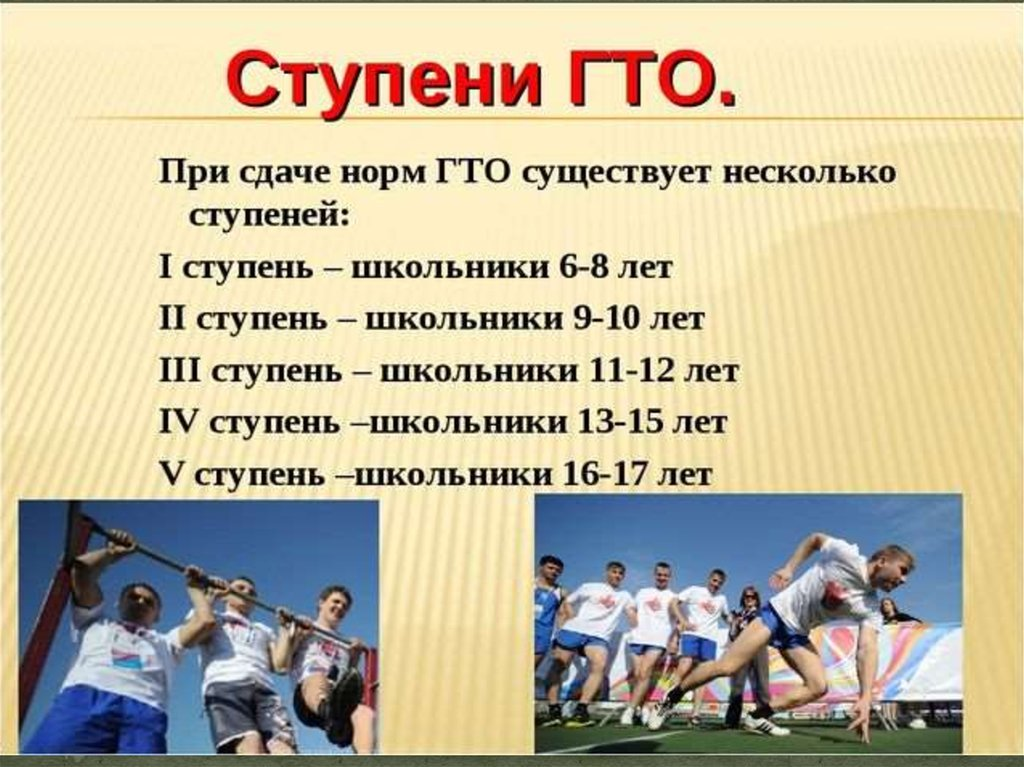 Ступени ГТО.
При сдаче норм ГТО существует несколько
ступеней:
I ступень – школьники 6-8 лет
II ступень – школьники 9-10 лет
III ступень – школьники 11-12 лет
IV ступень –школьники 13-15 лет
V ступень –школьники 16-17 лет